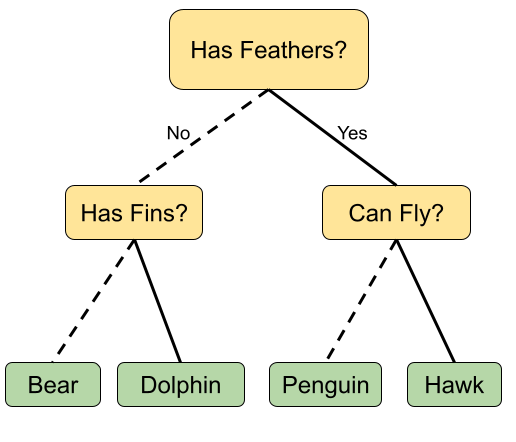 Has Feathers?
No
Yes
Has Fins?
Can Fly?
Bear
Dolphin
Penguin
Hawk